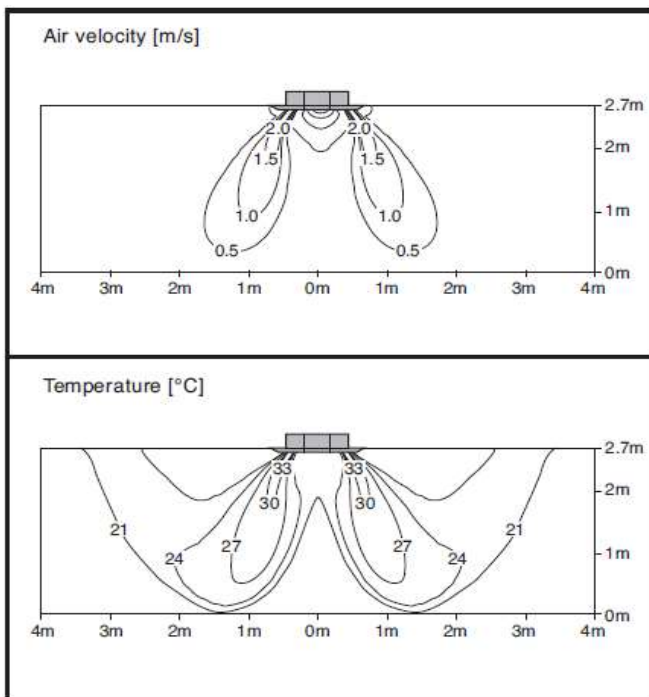 Air velocity [m/s]
2.7m
2.0 2.0
2m
1.5 1.5
1.0 1.0
1m
0.5 0.5
0m
4m 3m 2m 1m 0m 1m 2m 3m 4m
Temperature [°C]
2.7m
33 33
2m
30 30
21 21
27 27
1m
24 24
0m
4m 3m 2m 1m 0m 1m 2m 3m 4m